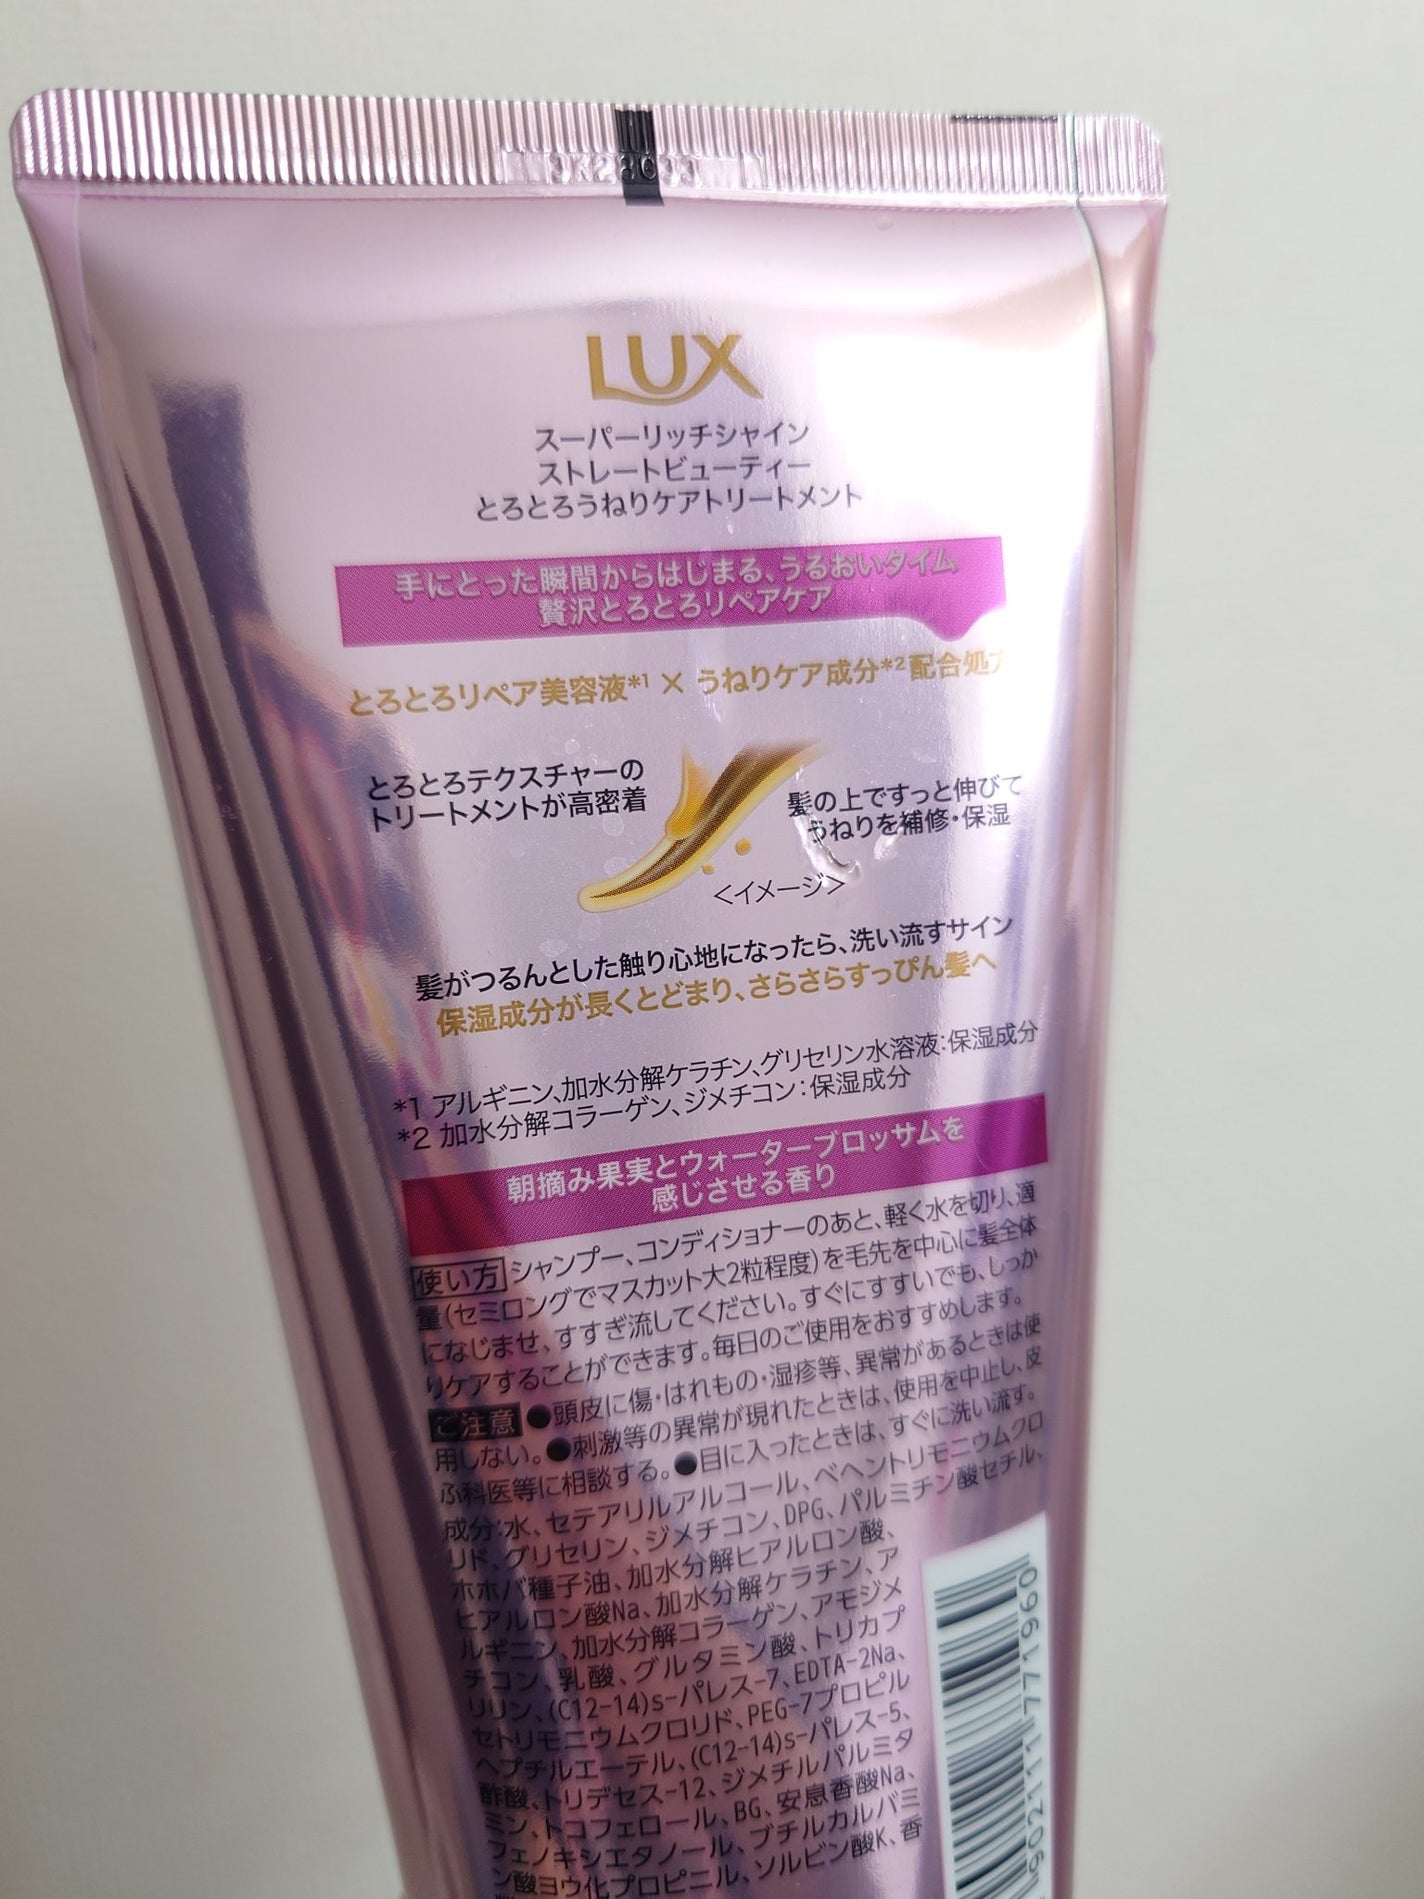 LUX
スーパーリッチシャイン
ストレートビューティー
とろとろうねりケアトリートメント
手にとった瞬間からはじまる、うるおいタイム
贅沢とろとろリペアケア
とろとろリペア美容液*1 × うねりケア成分*2 配合処方
とろとろテクスチャーの
トリートメントが高密着
髪の上ですっと伸びて
うねりを補修・保湿
<イメージ>
髪がつるんとした触り心地になったら、洗い流すサイン
保湿成分が長くとどまり、さらさらすっぴん髪へ
*1 アルギニン、加水分解ケラチン、グリセリン水溶液：保湿成分
*2 加水分解コラーゲン、ジメチコン：保湿成分
朝摘み果実とウォーターブロッサムを
感じさせる香り
使い方 シャンプー、コンディショナーのあと、軽く水を切り、適
量(セミロングでマスカット大2粒程度)を毛先を中心に髪全体
になじませ、すすぎ流してください。すぐにすすいでも、しっか
りケアすることができます。毎日のご使用をおすすめします。
ご注意 ●頭皮に傷・はれもの・湿疹等、異常があるときは使
用しない。●刺激等の異常が現れたときは、使用を中止し、皮
ふ科医等に相談する。●目に入ったときは、すぐに洗い流す。
成分：水、セテアリルアルコール、ベヘントリモニウムクロ
リド、グリセリン、ジメチコン、DPG、パルミチン酸セチル、
ホホバ種子油、加水分解ヒアルロン酸、
ヒアルロン酸Na、加水分解ケラチン、ア
ルギニン、加水分解コラーゲン、アモジメ
チコン、乳酸、グルタミン酸、トリカプ
リリン、(C12-14)s-パレス-7、EDTA-2Na、
セトリモニウムクロリド、PEG-7プロピル
ヘプチルエーテル、(C12-14)s-パレス-5、
酢酸、トリデセス-12、ジメチルパルミタ
ミン、トコフェロール、BG、安息香酸Na、
フェノキシエタノール、ブチルカルバミ
ン酸ヨウ化プロピニル、ソルビン酸K、香
902111 771960